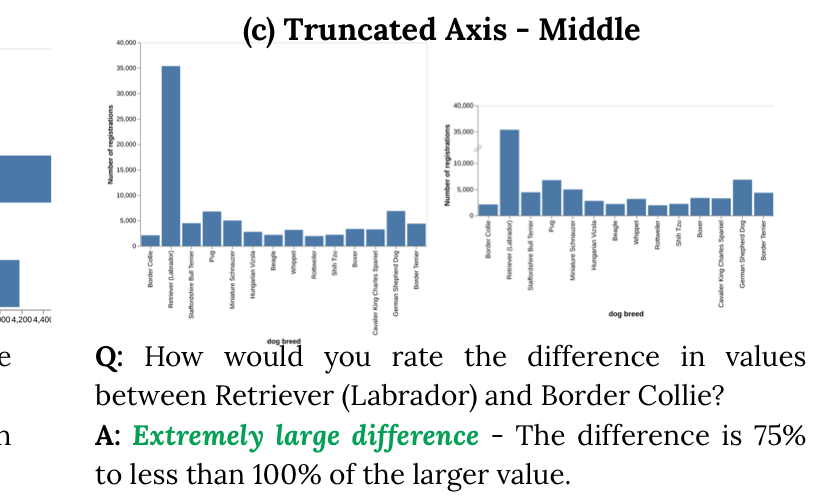 (c) Truncated Axis - Middle
40,000
35,000
30,000
25,000
20,000
15,000
10,000
5,000
0
Number of registrations
Border Collie
Retriever (Labrador)
Staffordshire Bull Terrier
Pug
Miniature Schnauzer
Hungarian Vizsla
Beagle
Whippet
Rottweiler
Shih Tzu
Boxer
Cavalier King Charles Spaniel
German Shepherd Dog
Border Terrier
dog breed
40,000
35,000
10,000
5,000
0
Number of registrations
Border Collie
Retriever (Labrador)
Staffordshire Bull Terrier
Pug
Miniature Schnauzer
Hungarian Vizsla
Beagle
Whippet
Rottweiler
Shih Tzu
Boxer
Cavalier King Charles Spaniel
German Shepherd Dog
Border Terrier
dog breed
4,200
Q: How would you rate the difference in values
between Retriever (Labrador) and Border Collie?
A: Extremely large difference - The difference is 75%
to less than 100% of the larger value.